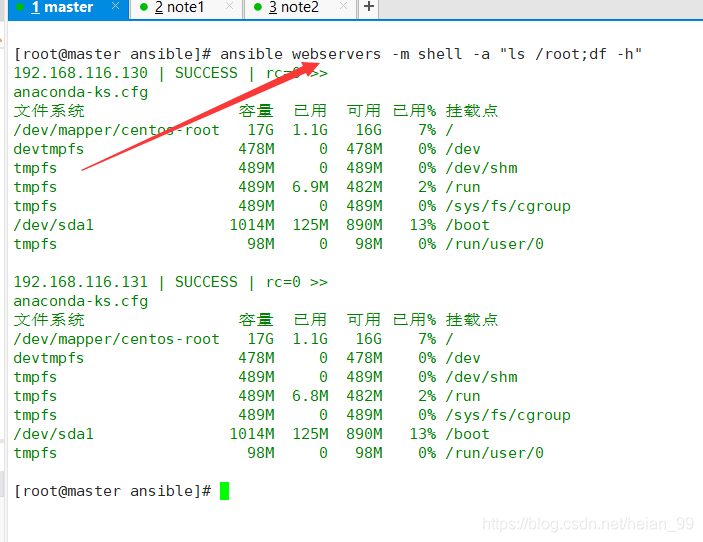 1 master × 2 note1 × 3 note2 × +
[root@master ansible]# ansible webservers -m shell -a "ls /root;df -h"
192.168.116.130 | SUCCESS | rc=0 >>
anaconda-ks.cfg
文件系统 容量 已用 可用 已用% 挂载点
/dev/mapper/centos-root 17G 1.1G 16G 7% /
devtmpfs 478M 0 478M 0% /dev
tmpfs 489M 0 489M 0% /dev/shm
tmpfs 489M 6.9M 482M 2% /run
tmpfs 489M 0 489M 0% /sys/fs/cgroup
/dev/sda1 1014M 125M 890M 13% /boot
tmpfs 98M 0 98M 0% /run/user/0
192.168.116.131 | SUCCESS | rc=0 >>
anaconda-ks.cfg
文件系统 容量 已用 可用 已用% 挂载点
/dev/mapper/centos-root 17G 1.1G 16G 7% /
devtmpfs 478M 0 478M 0% /dev
tmpfs 489M 0 489M 0% /dev/shm
tmpfs 489M 6.8M 482M 2% /run
tmpfs 489M 0 489M 0% /sys/fs/cgroup
/dev/sda1 1014M 125M 890M 13% /boot
tmpfs 98M 0 98M 0% /run/user/0
[root@master ansible]#
https://blog.csdn.net/heian_99